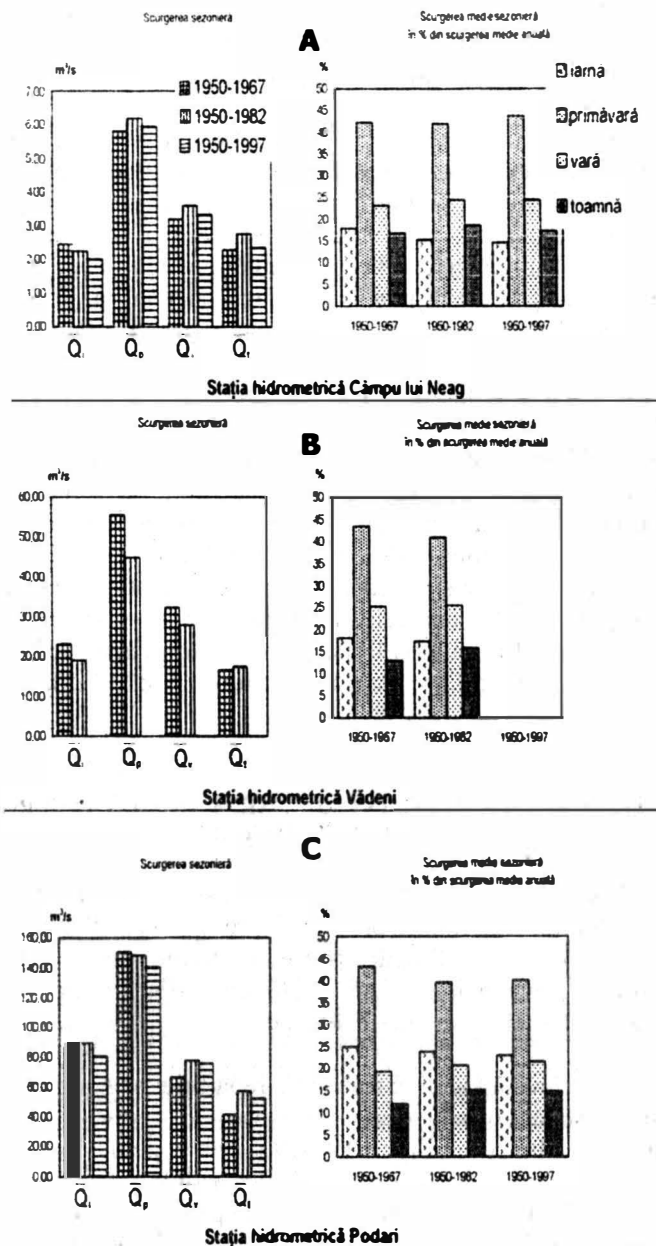 Scurgerea sezonieră
A
Scurgerea medie sezonieră
în % din scurgerea medie anuală
m³/s
1950-1967
1950-1982
1950-1997
7.00
6.00
5.00
4.00
3.00
2.00
1.00
0.00
Q̄ᵢ
Q̄ₚ
Q̄ᵥ
Q̄ₜ
%
50
45
40
35
30
25
20
15
10
5
0
1950-1967
1950-1982
1950-1997
iarnă
primăvară
vară
toamnă
Stația hidrometrică Câmpu lui Neag
Scurgerea sezonieră
B
Scurgerea medie sezonieră
în % din scurgerea medie anuală
m³/s
60.00
50.00
40.00
30.00
20.00
10.00
0.00
Q̄ᵢ
Q̄ₚ
Q̄ᵥ
Q̄ₜ
%
50
45
40
35
30
25
20
15
10
5
0
1950-1967
1950-1982
1950-1997
Stația hidrometrică Vădeni
Scurgerea sezonieră
C
Scurgerea medie sezonieră
în % din scurgerea medie anuală
m³/s
160.00
140.00
120.00
100.00
80.00
60.00
40.00
20.00
0.00
Q̄ᵢ
Q̄ₚ
Q̄ᵥ
Q̄ₜ
%
50
45
40
35
30
25
20
15
10
5
0
1950-1967
1950-1982
1950-1997
Stația hidrometrică Podari